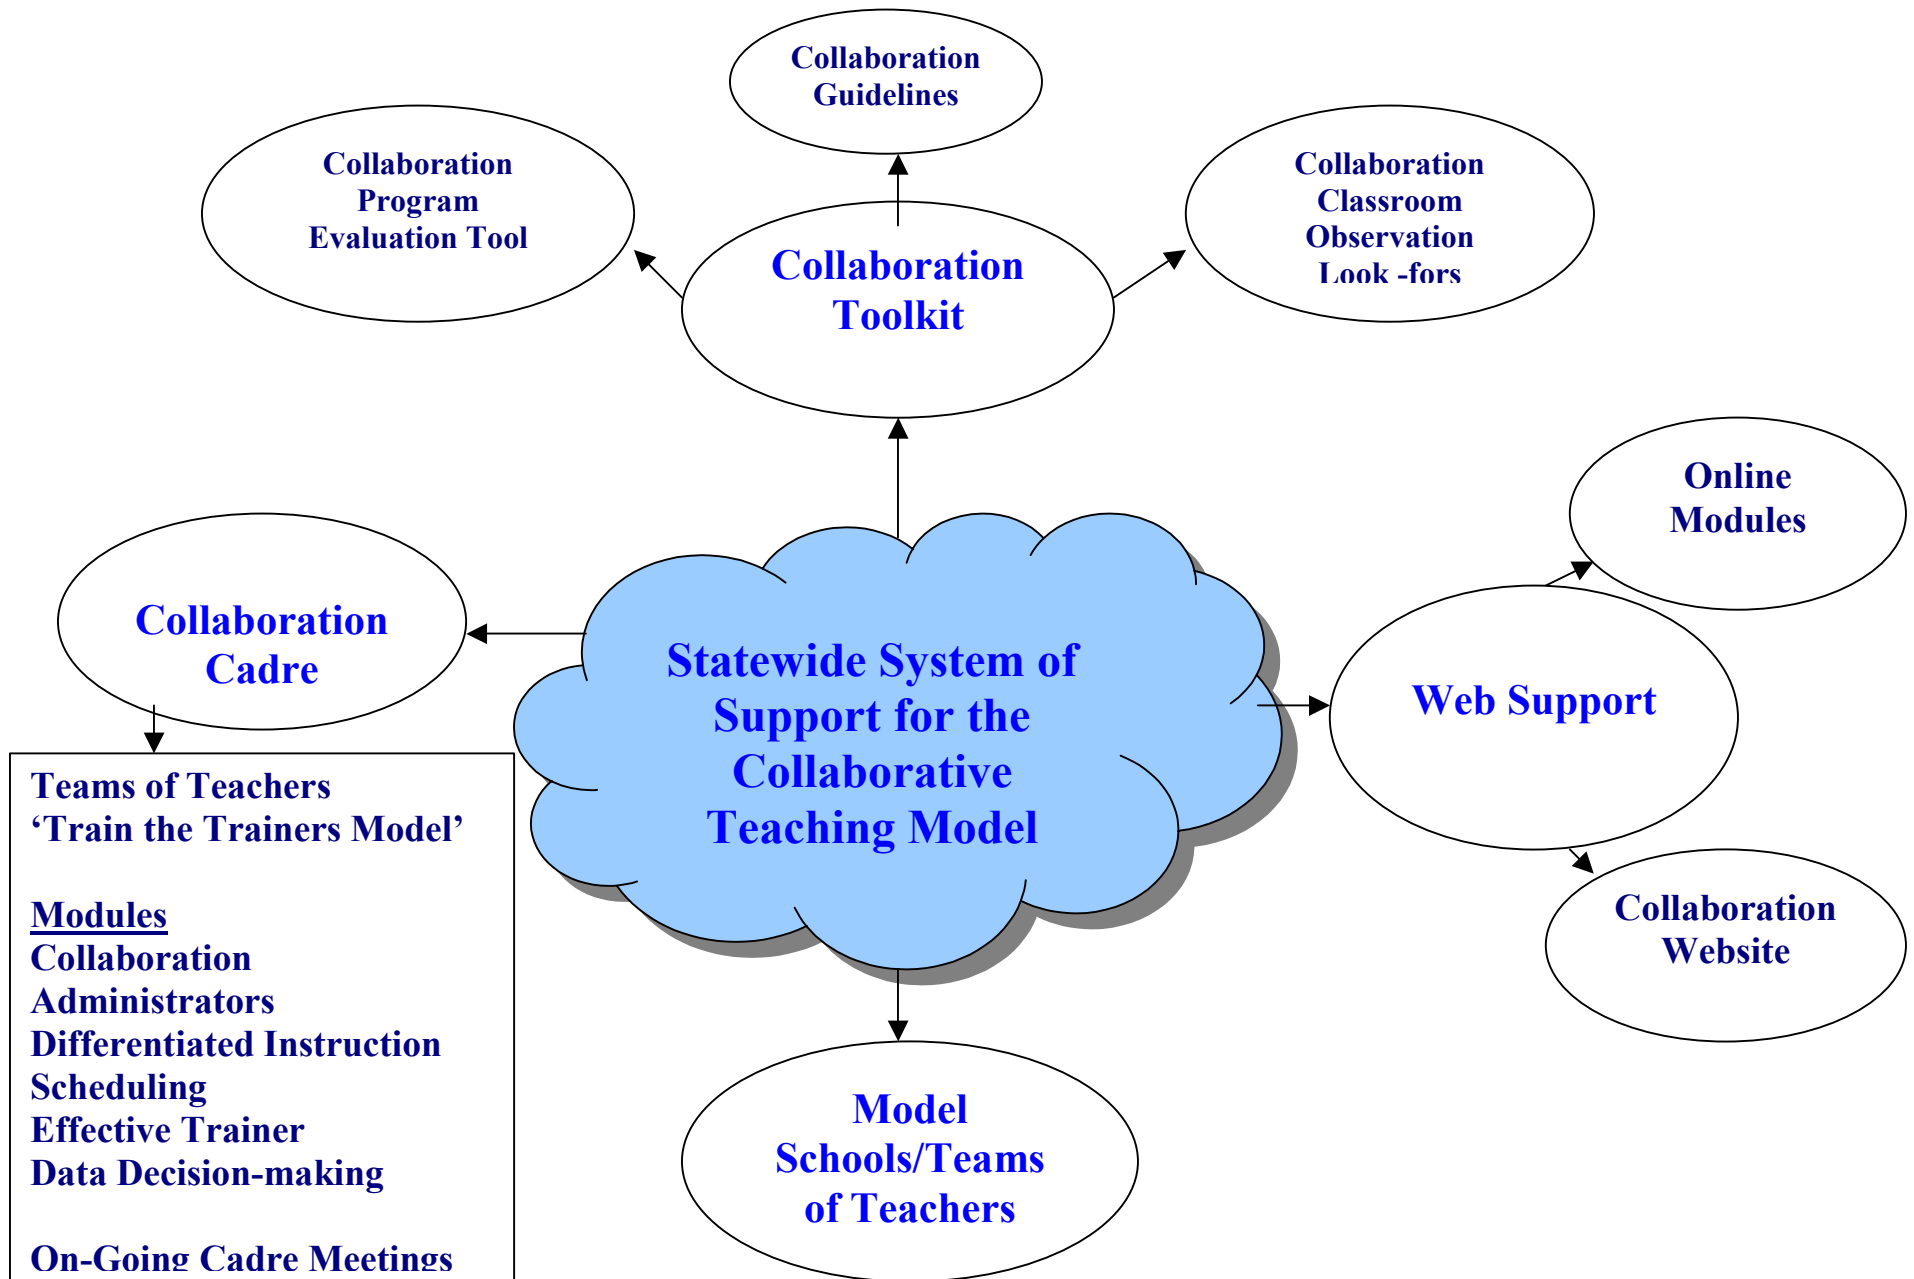 Collaboration
Guidelines
Collaboration
Program
Evaluation Tool
Collaboration
Classroom
Observation
Look -fors
Collaboration
Toolkit
Online
Modules
Collaboration
Cadre
Statewide System of
Support for the
Collaborative
Teaching Model
Web Support
Teams of Teachers
‘Train the Trainers Model’
Modules
Collaboration
Administrators
Differentiated Instruction
Scheduling
Effective Trainer
Data Decision-making
On-Going Cadre Meetings
Collaboration
Website
Model
Schools/Teams
of Teachers